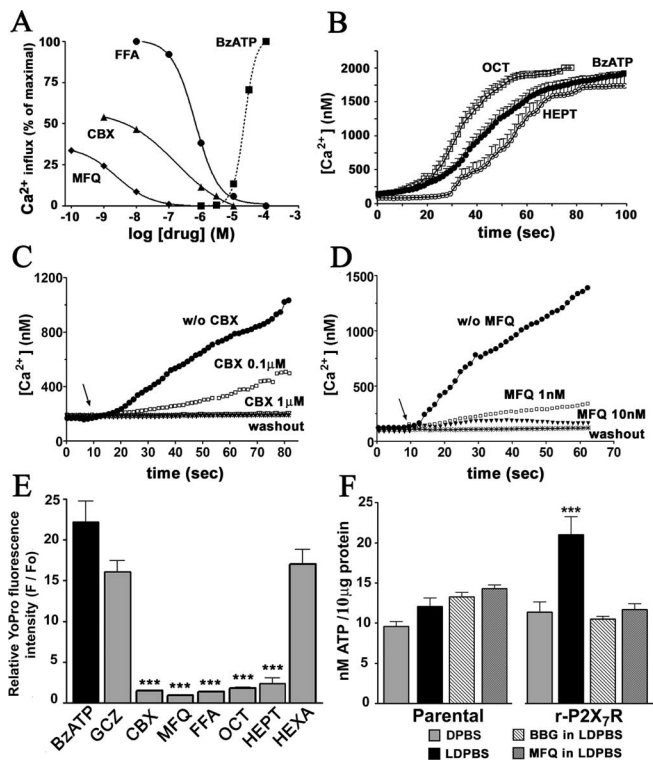 A
Ca2+ influx (% of maximal)
100
75
50
25
0
FFA
BzATP
CBX
MFQ
-10 -9 -8 -7 -6 -5 -4 -3
log [drug] (M)
B
[Ca2+] (nM)
2000
1500
1000
500
0
OCT
BzATP
HEPT
0 20 40 60 80 100
time (sec)
C
[Ca2+] (nM)
1200
800
400
0
w/o CBX
CBX 0.1μM
CBX 1μM
washout
0 10 20 30 40 50 60 70 80 90
time (sec)
D
[Ca2+] (nM)
1500
1000
500
0
w/o MFQ
MFQ 1nM
MFQ 10nM
washout
0 10 20 30 40 50 60 70
time (sec)
E
Relative YoPro fluorescence
intensity (F / Fo)
25
20
15
10
5
0
*** *** *** *** ***
BzATP GCZ CBX MFQ FFA OCT HEPT HEXA
F
nM ATP /10μg protein
25
20
15
10
5
0
***
Parental r-P2X7R
DPBS BBG in LDPBS
LDPBS MFQ in LDPBS